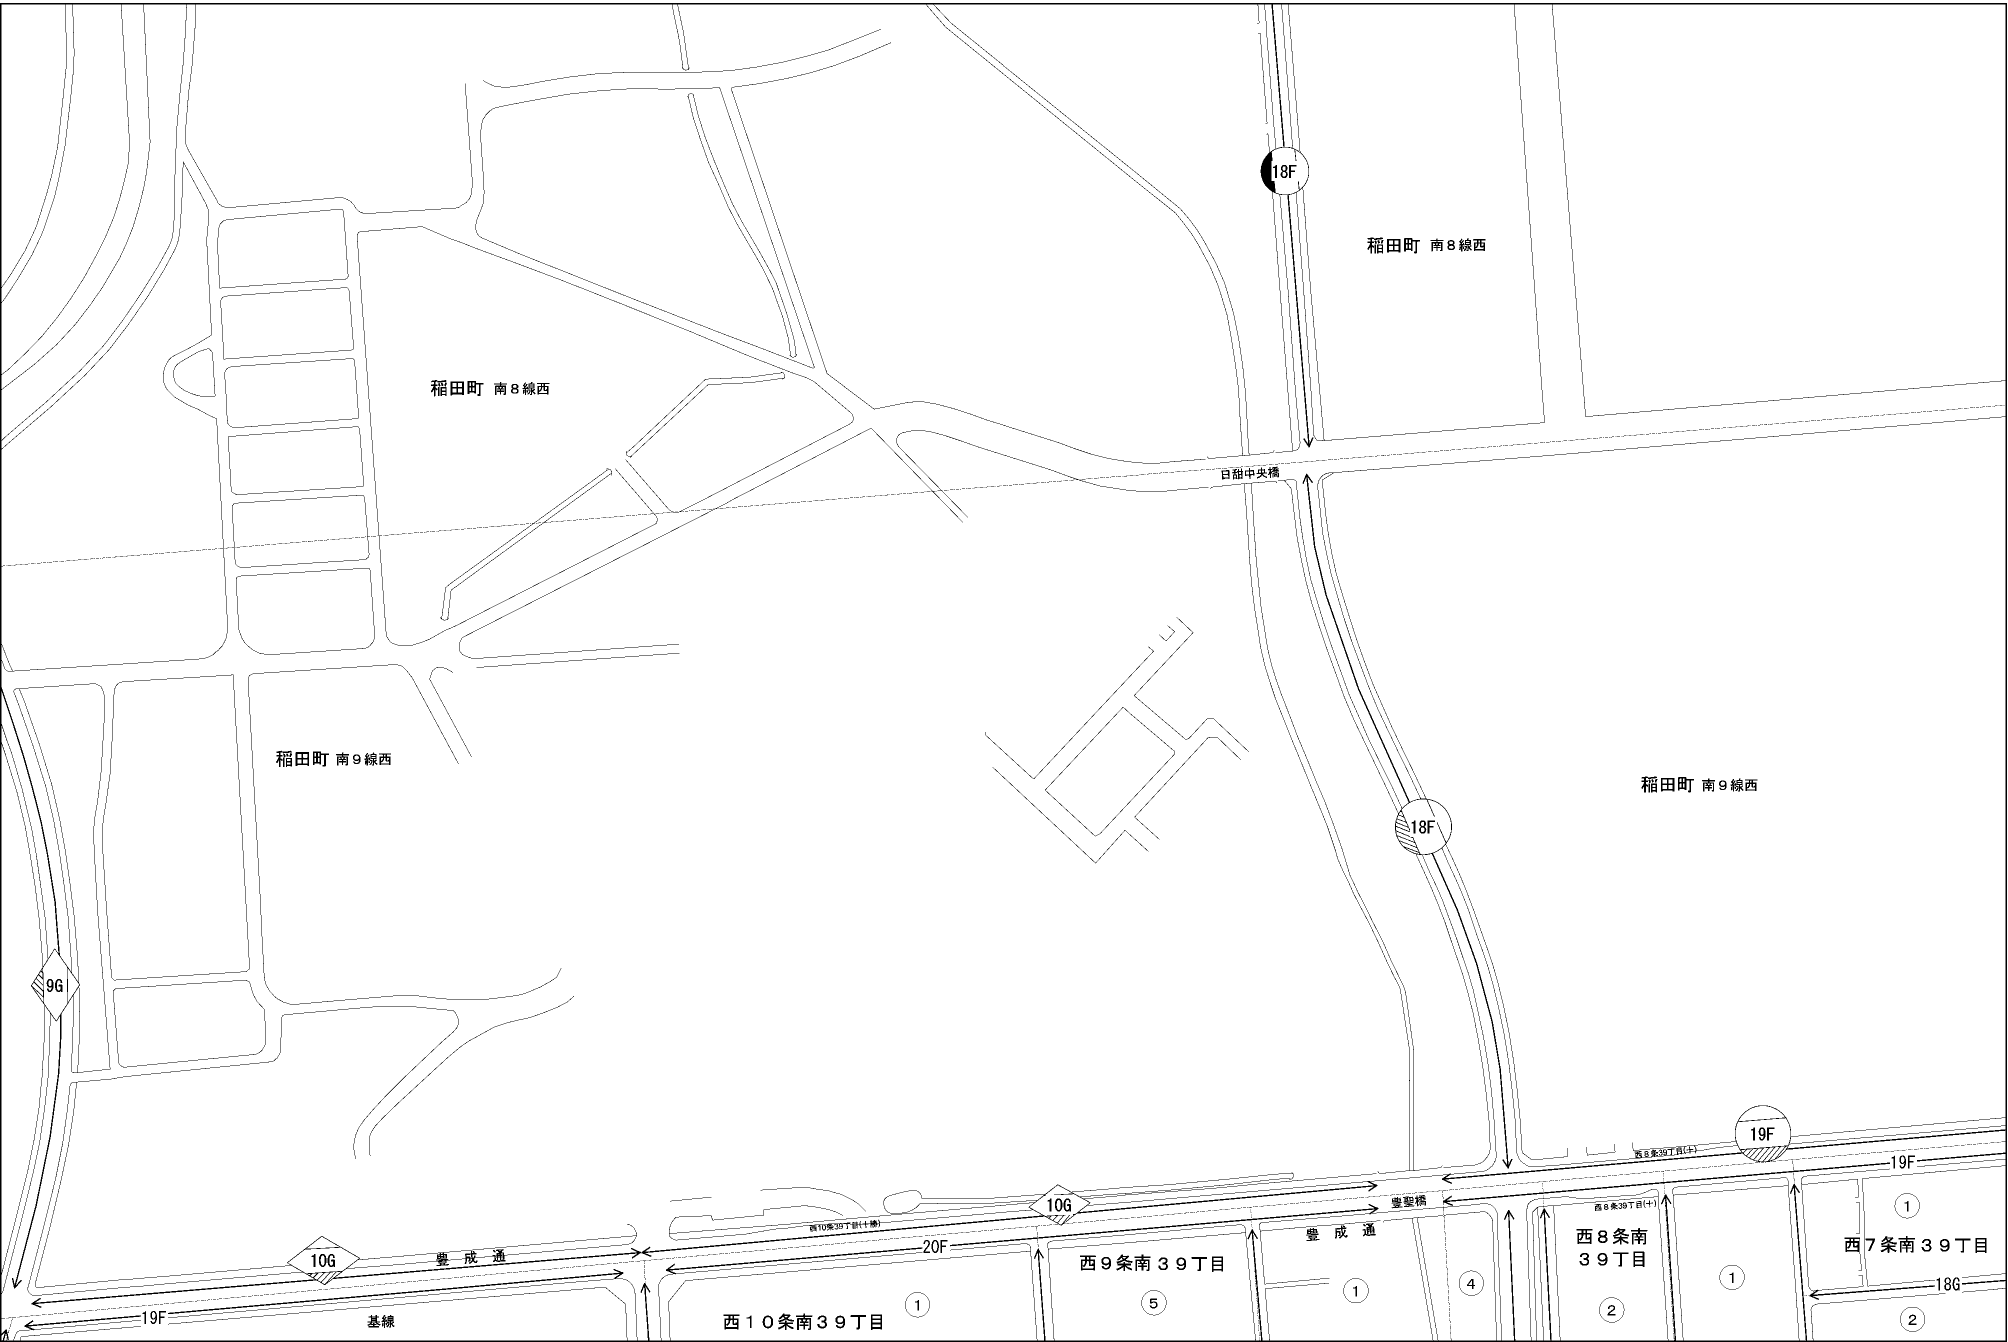 18F
稲田町 南８線西
稲田町 南８線西
日甜中央橋
稲田町 南９線西
稲田町 南９線西
18F
9G
19F
西８条39丁目(十)
19F
10G
豊聖橋
西８条39丁目(十)
①
西10条39丁目(十勝)
豊成通
西８条南
３９丁目
西７条南３９丁目
10G
豊成通
20F
西９条南３９丁目
①
④
①
18G
19F
基線
西１０条南３９丁目
①
⑤
②
②